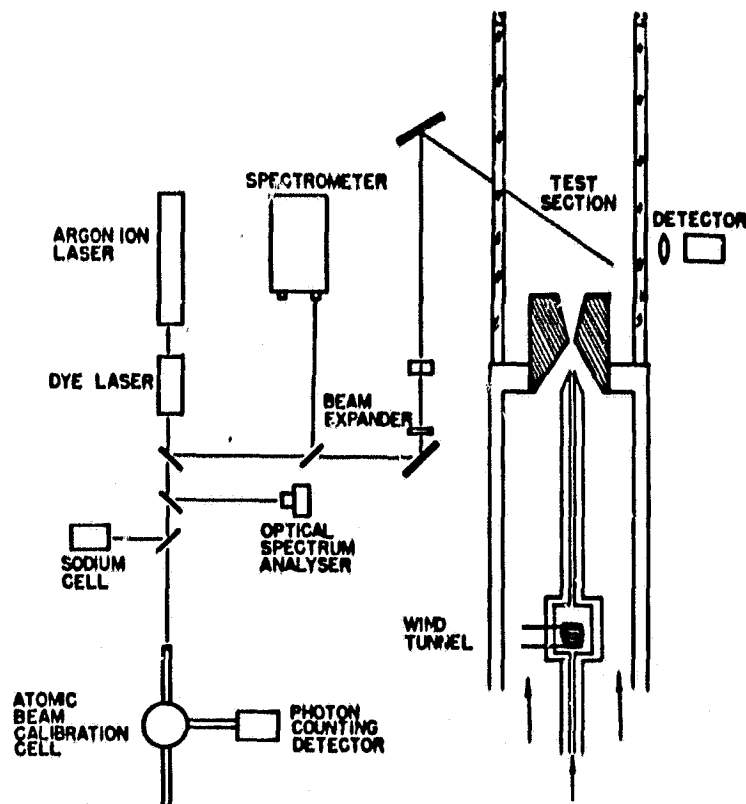 SPECTROMETER
TEST
SECTION
DETECTOR
ARGON ION
LASER
DYE LASER
BEAM
EXPANDER
OPTICAL
SPECTRUM
ANALYSER
SODIUM
CELL
WIND
TUNNEL
ATOMIC
BEAM
CALIBRATION
CELL
PHOTON
COUNTING
DETECTOR